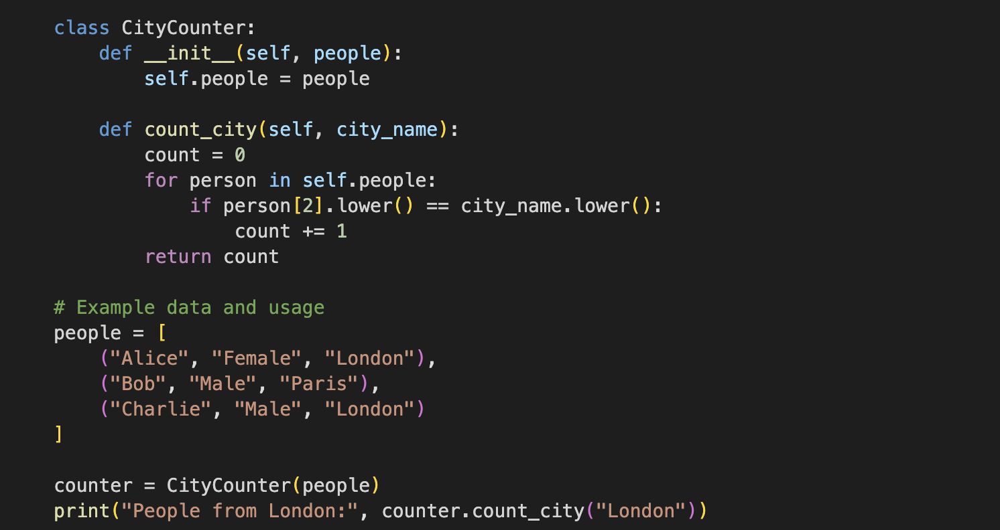 class CityCounter:
    def __init__(self, people):
        self.people = people

    def count_city(self, city_name):
        count = 0
        for person in self.people:
            if person[2].lower() == city_name.lower():
                count += 1
        return count

# Example data and usage
people = [
    ("Alice", "Female", "London"),
    ("Bob", "Male", "Paris"),
    ("Charlie", "Male", "London")
]

counter = CityCounter(people)
print("People from London:", counter.count_city("London"))